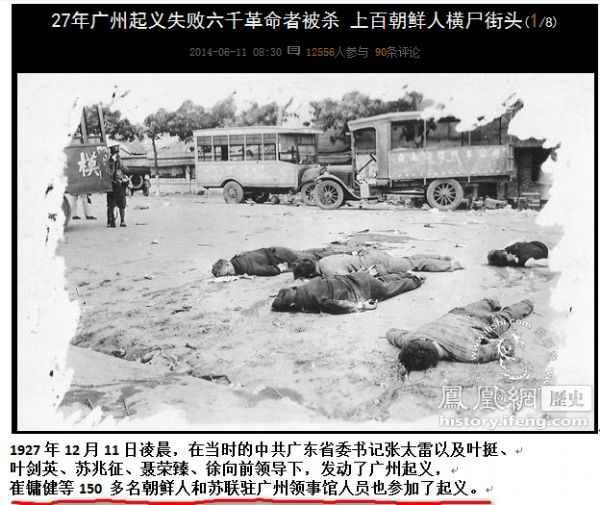 27年广州起义失败六千革命者被杀 上百朝鲜人横尸街头(1/8)
2014-06-11 08:30 12556人参与 90条评论
模
鳳凰網 歷史
history.ifeng.com
1927 年 12 月 11 日凌晨，在当时的中共广东省委书记张太雷以及叶挺、
叶剑英、苏兆征、聂荣臻、徐向前领导下，发动了广州起义，
崔镛健等 150 多名朝鲜人和苏联驻广州领事馆人员也参加了起义。